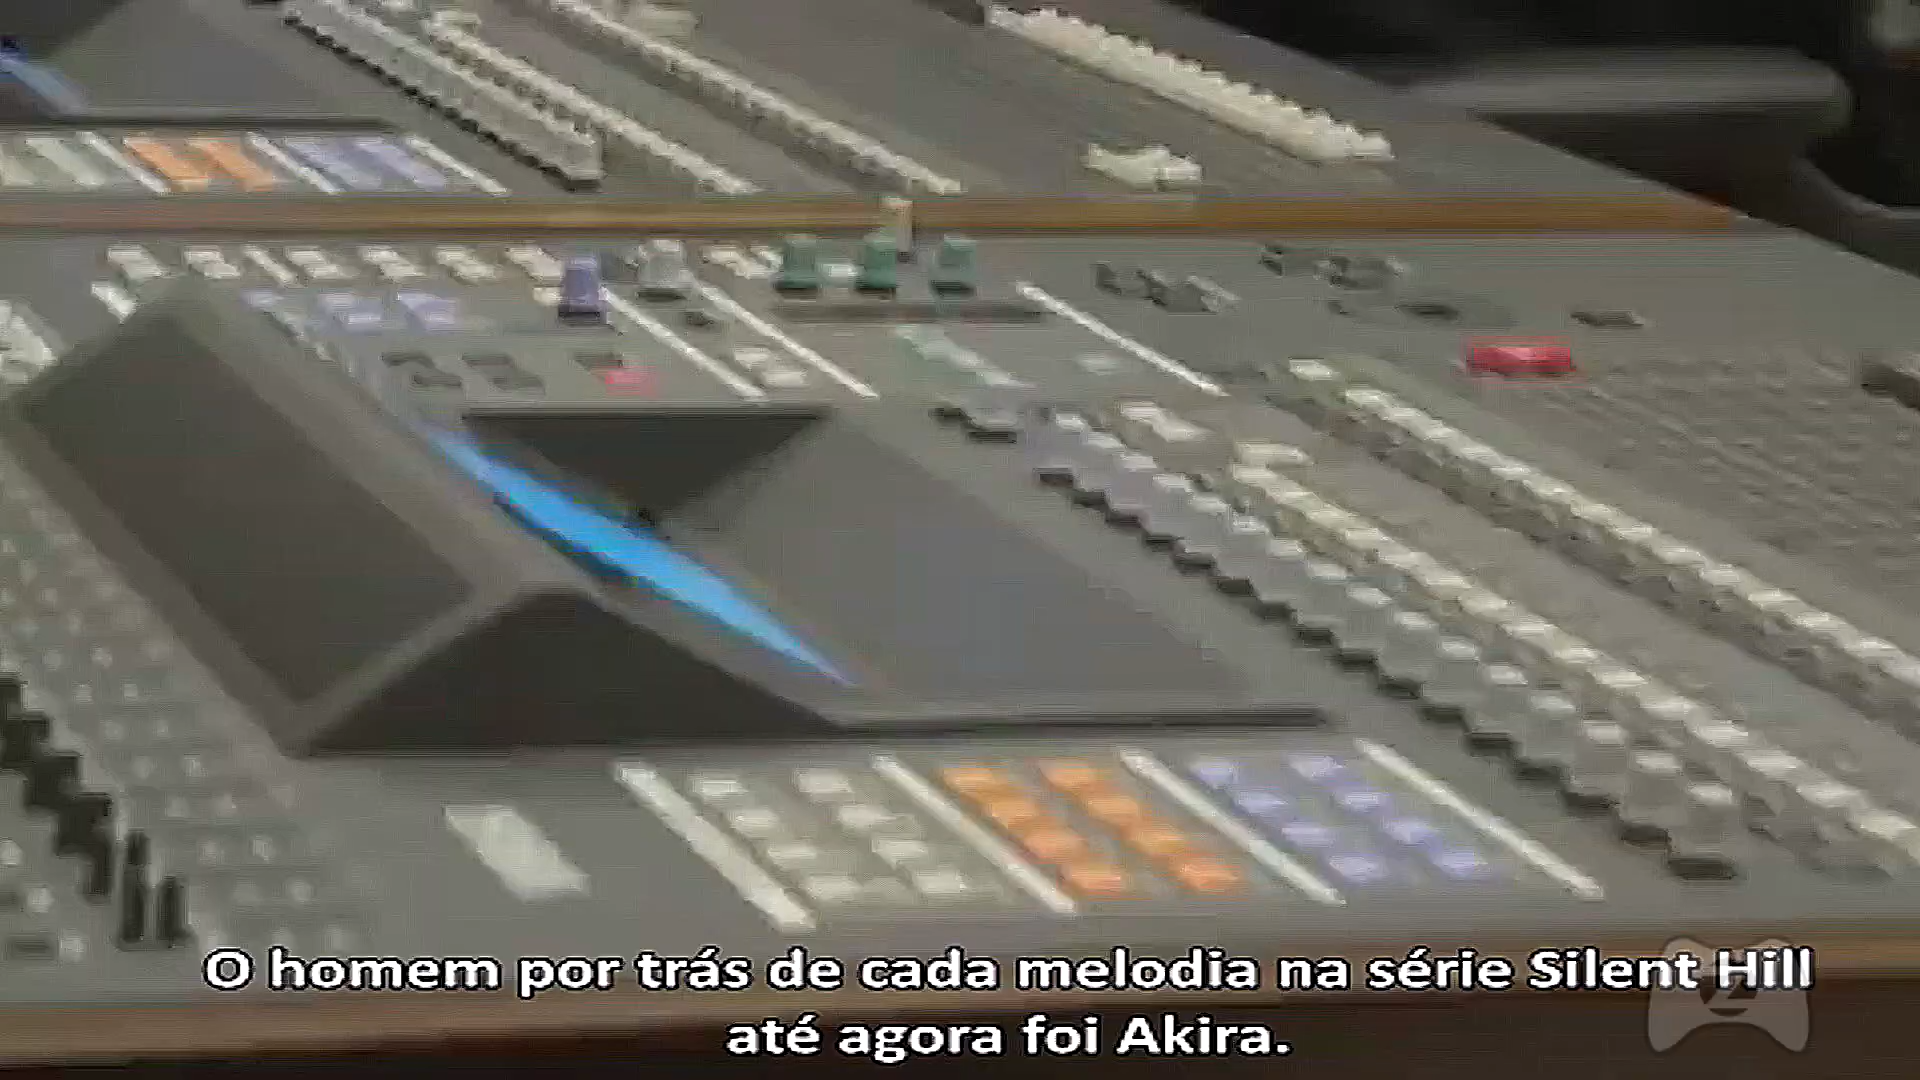 O homem por trás de cada melodia na série Silent Hill
até agora foi Akira.